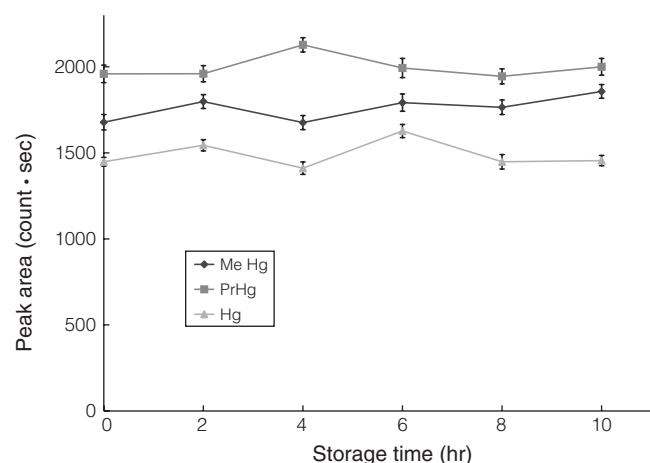 2000
1500
1000
500
0
Peak area (count • sec)
Me Hg
PrHg
Hg
0 2 4 6 8 10
Storage time (hr)